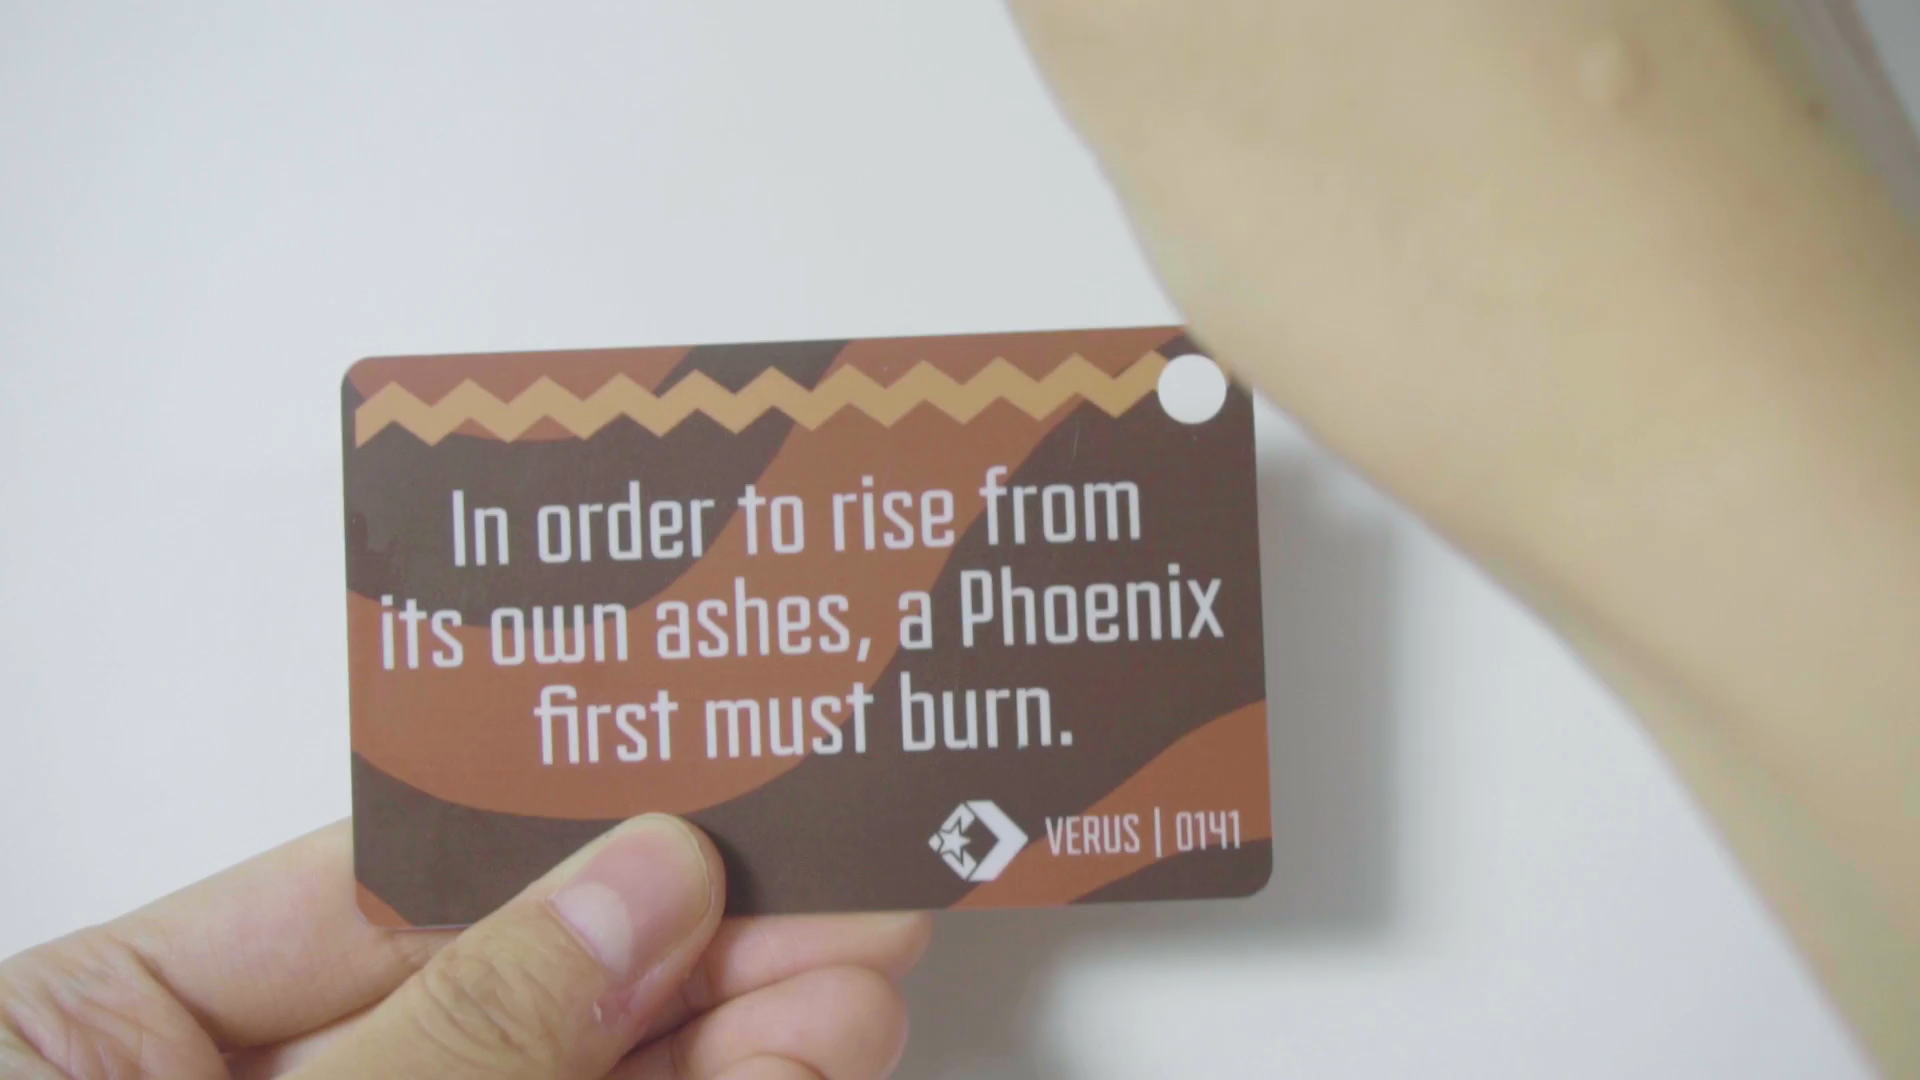 In order to rise from
its own ashes, a Phoenix
first must burn.
VERUS | 0141